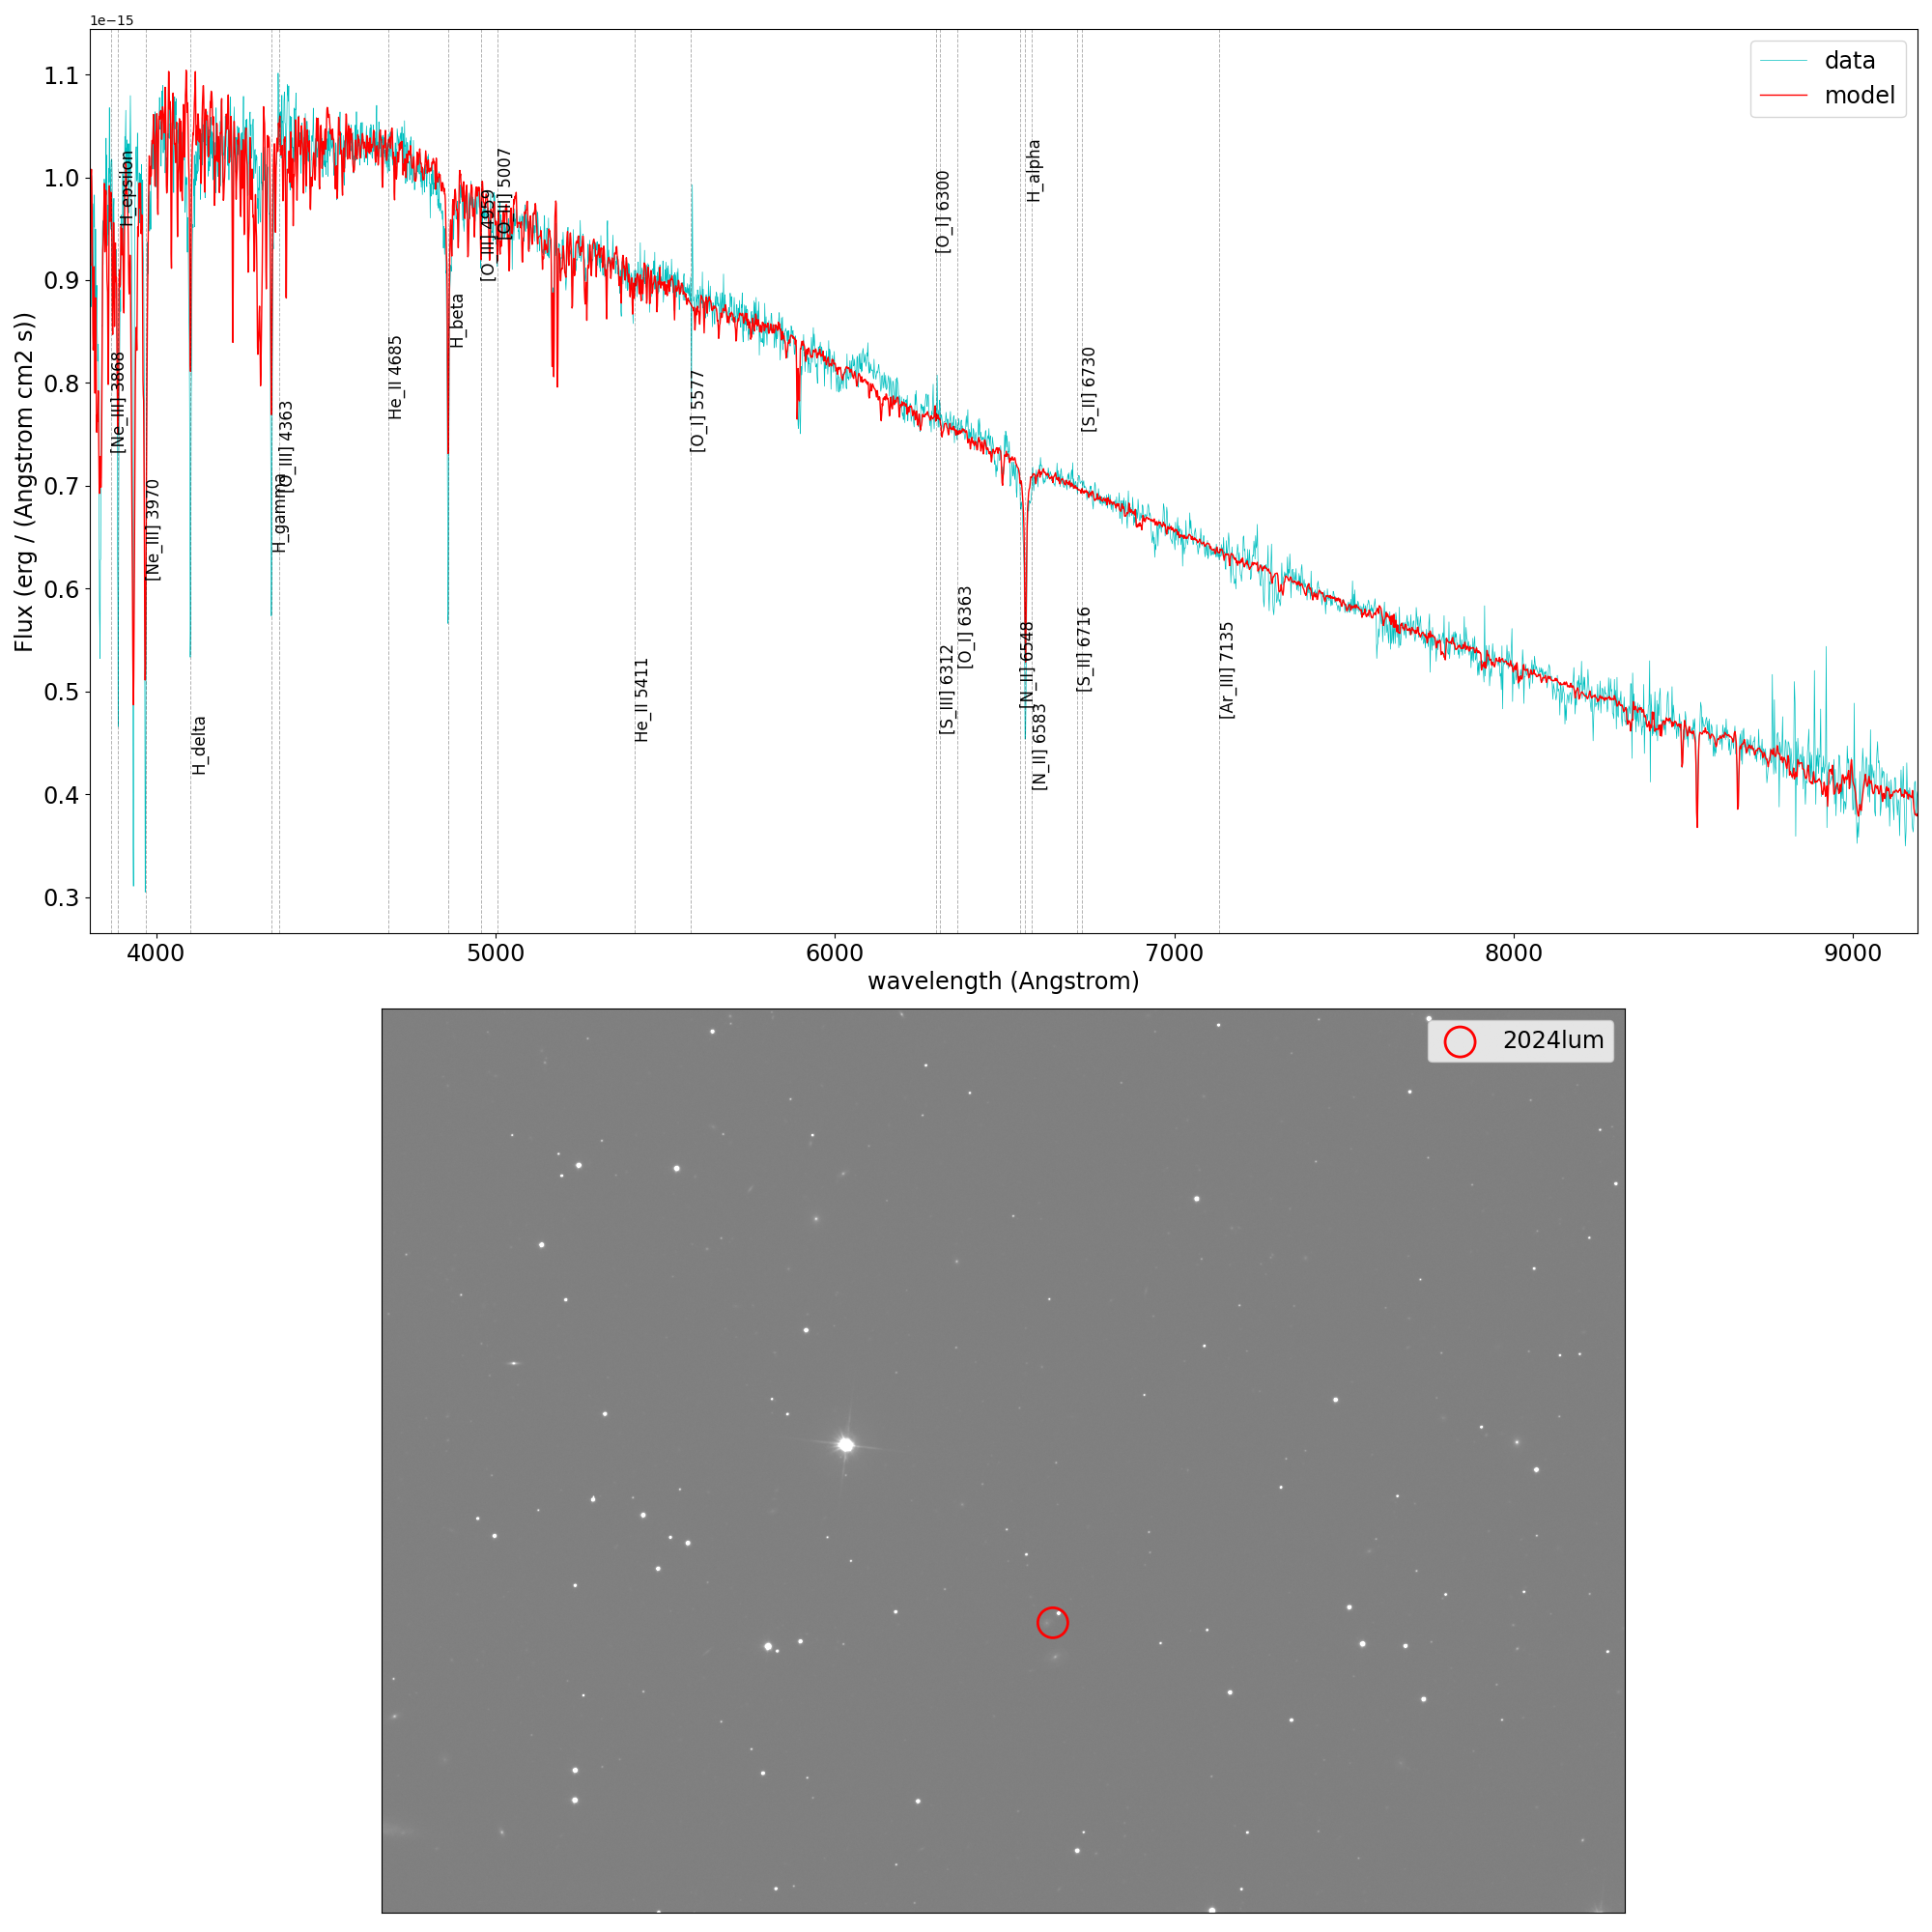 1e−15
data
model
1.1
1.0
0.9
0.8
0.7
0.6
0.5
0.4
0.3
Flux (erg / (Angstrom cm2 s))
[Ne_III] 3868
H_epsilon
[Ne_III] 3970
H_delta
H_gamma
[O_III] 4363
He_II 4685
H_beta
[O_III] 4959
[O_III] 5007
He_II 5411
[O_I] 5577
[O_I] 6300
[S_III] 6312
[O_I] 6363
[N_II] 6548
H_alpha
[N_II] 6583
[S_II] 6716
[S_II] 6730
[Ar_III] 7135
4000
5000
6000
7000
8000
9000
wavelength (Angstrom)
2024lum